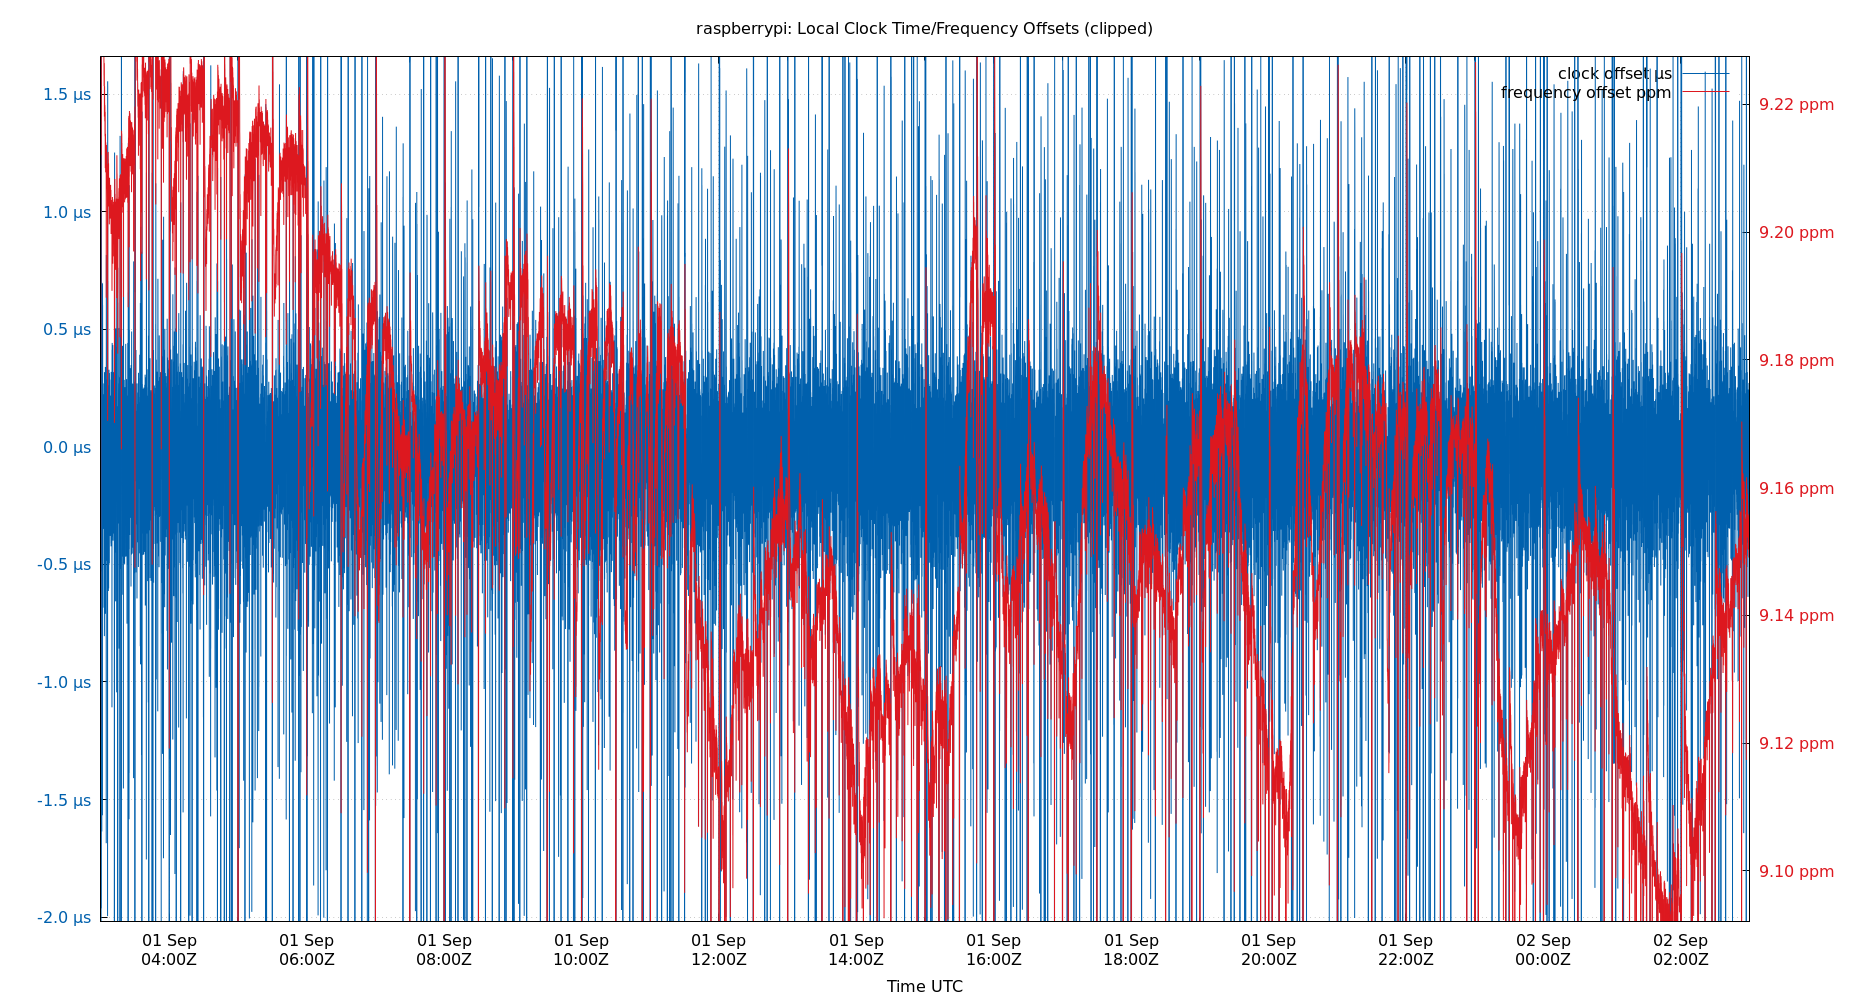 raspberrypi: Local Clock Time/Frequency Offsets (clipped)
clock offset µs
frequency offset ppm
1.5 µs
1.0 µs
0.5 µs
0.0 µs
-0.5 µs
-1.0 µs
-1.5 µs
-2.0 µs
9.22 ppm
9.20 ppm
9.18 ppm
9.16 ppm
9.14 ppm
9.12 ppm
9.10 ppm
01 Sep 01 Sep 01 Sep 01 Sep 01 Sep 01 Sep 01 Sep 01 Sep 01 Sep 01 Sep 02 Sep 02 Sep
04:00Z 06:00Z 08:00Z 10:00Z 12:00Z 14:00Z 16:00Z 18:00Z 20:00Z 22:00Z 00:00Z 02:00Z
Time UTC